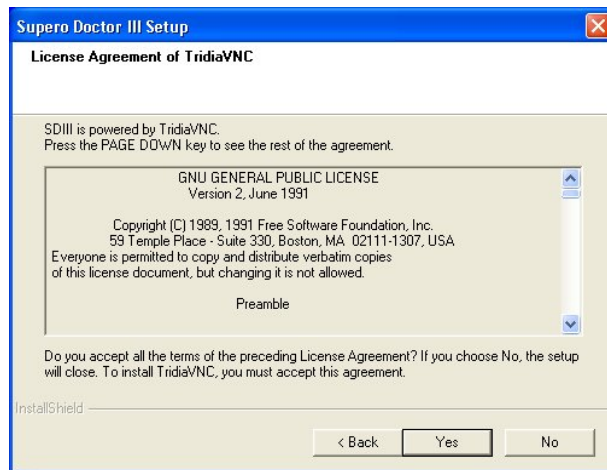 Supero Doctor III Setup
License Agreement of TridiaVNC
SDIII is powered by TridiaVNC.
Press the PAGE DOWN key to see the rest of the agreement.
GNU GENERAL PUBLIC LICENSE
Version 2, June 1991
Copyright (C) 1989, 1991 Free Software Foundation, Inc.
59 Temple Place - Suite 330, Boston, MA 02111-1307, USA
Everyone is permitted to copy and distribute verbatim copies
of this license document, but changing it is not allowed.
Preamble
Do you accept all the terms of the preceding License Agreement? If you choose No, the setup
will close. To install TridiaVNC, you must accept this agreement.
InstallShield
< Back Yes No